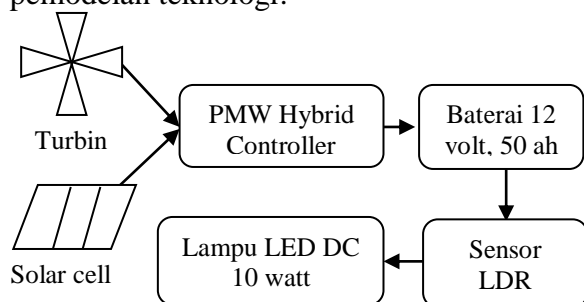 pemodelan teknologi.
Turbin
PMW Hybrid
Controller
Baterai 12
volt, 50 ah
Solar cell
Lampu LED DC
10 watt
Sensor
LDR